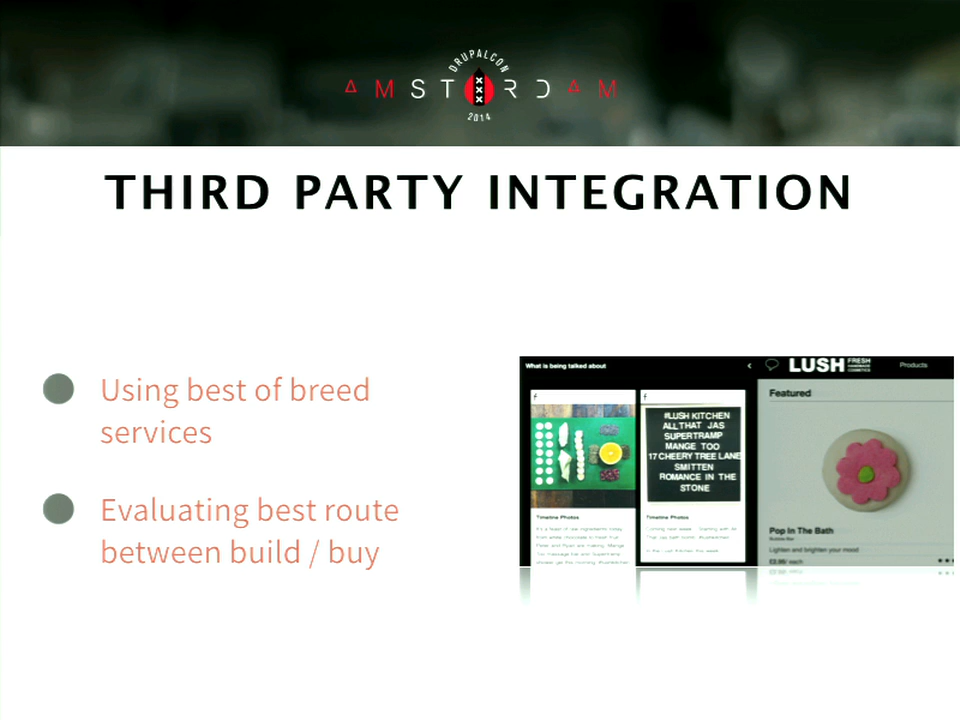 DRUPALCON
AMSTERDAM
2014
THIRD PARTY INTEGRATION
Using best of breed
services
Evaluating best route
between build / buy
What is being talked about
#LUSH KITCHEN
ALL THAT JAS
SUPERTRAMP
MANGE TOO
17 CHEERY TREE LANE
SMITTEN
ROMANCE IN THE
STONE
Timeline Photos
Timeline Photos
LUSH FRESH
HANDMADE
COSMETICS
Products
Featured
Pop In The Bath
Bubble Bar
Lighten and brighten your mood